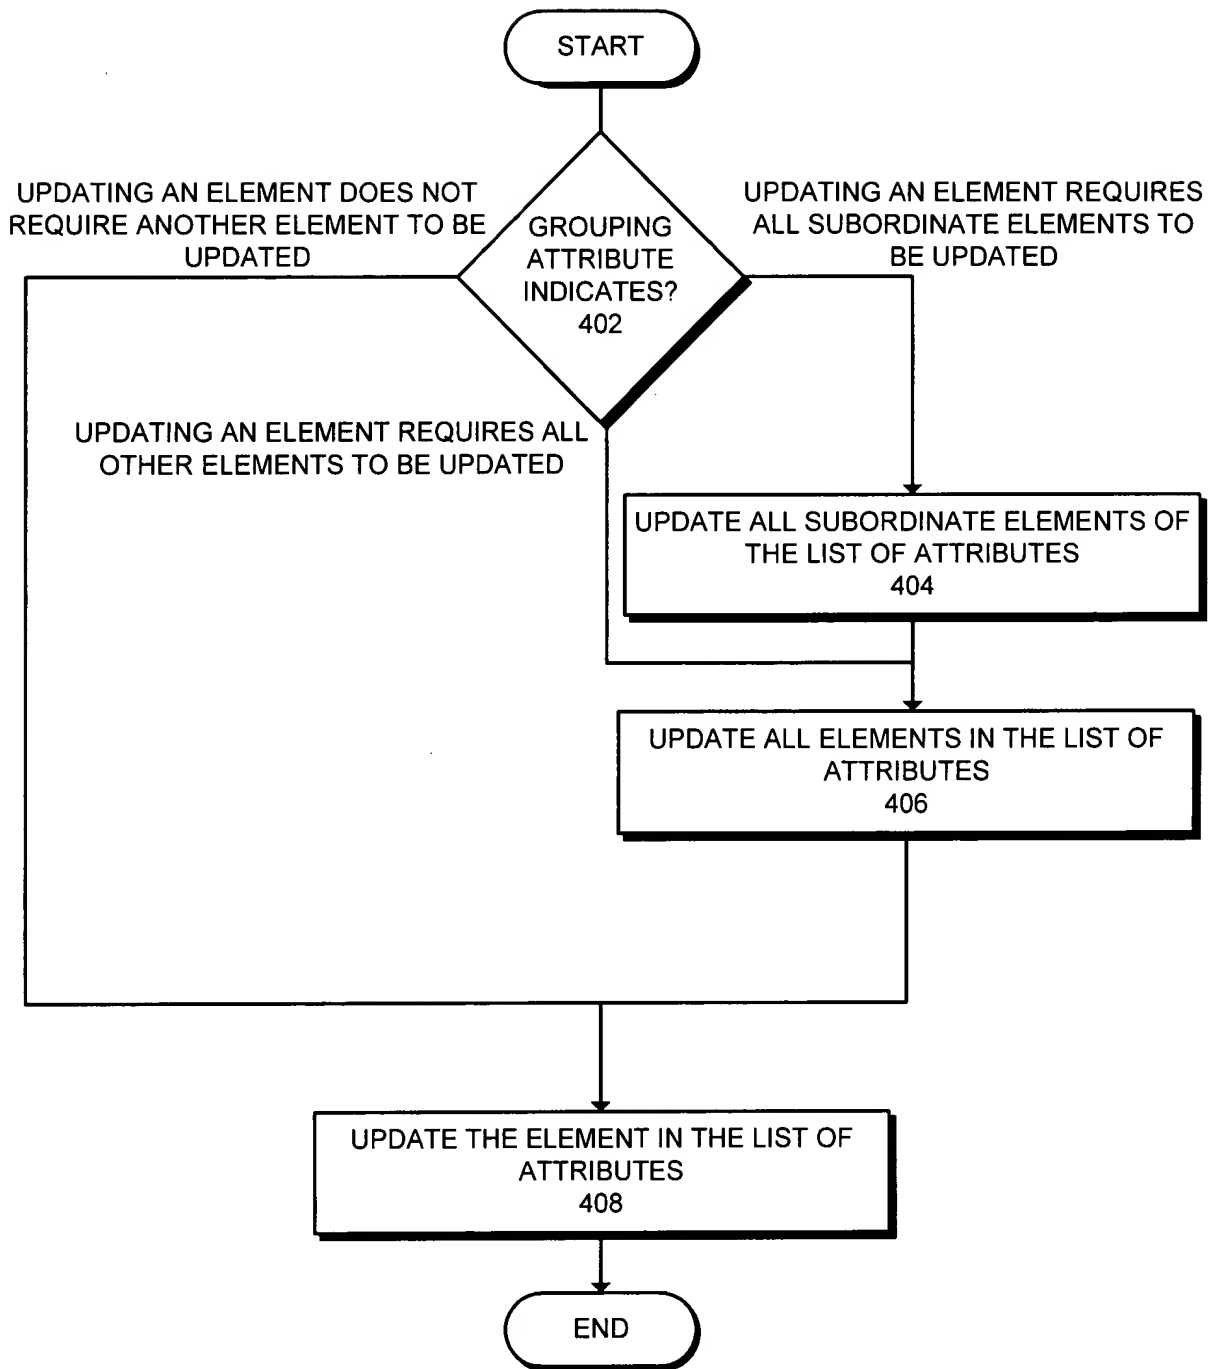 START
UPDATING AN ELEMENT DOES NOT
REQUIRE ANOTHER ELEMENT TO BE
UPDATED
GROUPING
ATTRIBUTE
INDICATES?
402
UPDATING AN ELEMENT REQUIRES
ALL SUBORDINATE ELEMENTS TO
BE UPDATED
UPDATING AN ELEMENT REQUIRES ALL
OTHER ELEMENTS TO BE UPDATED
UPDATE ALL SUBORDINATE ELEMENTS OF
THE LIST OF ATTRIBUTES
404
UPDATE ALL ELEMENTS IN THE LIST OF
ATTRIBUTES
406
UPDATE THE ELEMENT IN THE LIST OF
ATTRIBUTES
408
END